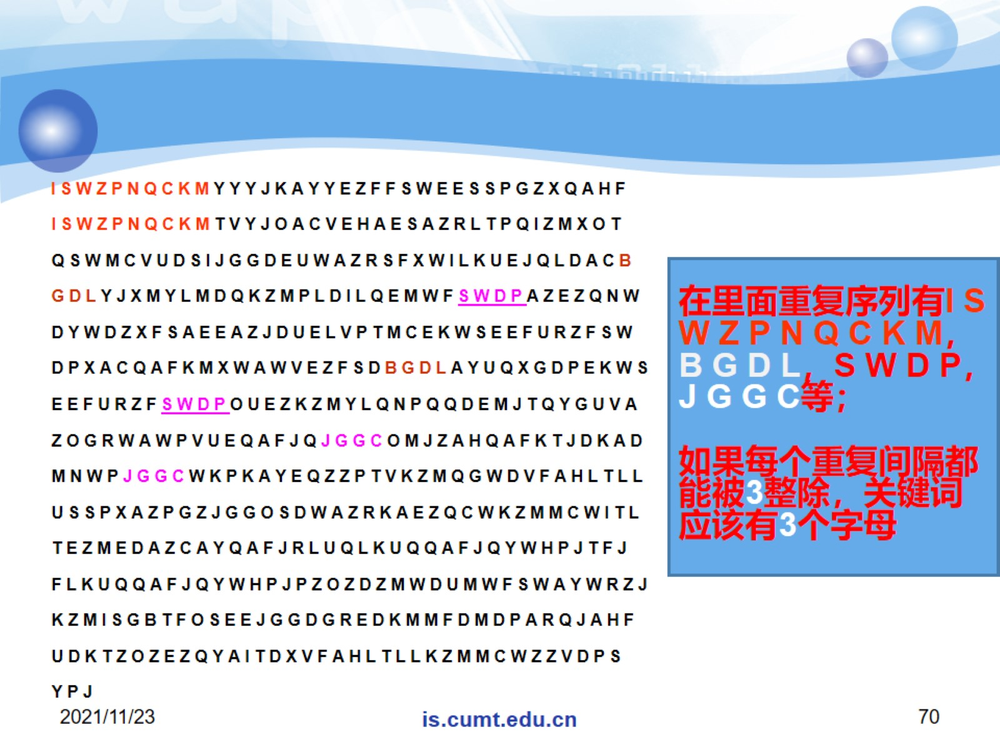 I S W Z P N Q C K M Y Y Y J K A Y Y E Z F F S W E E S S P G Z X Q A H F
I S W Z P N Q C K M T V Y J O A C V E H A E S A Z R L T P Q I Z M X O T
Q S W M C V U D S I J G G D E U W A Z R S F X W I L K U E J Q L D A C B
G D L Y J X M Y L M D Q K Z M P L D I L Q E M W F S W D P A Z E Z Q N W
D Y W D Z X F S A E E A Z J D U E L V P T M C E K W S E E F U R Z F S W
D P X A C Q A F K M X W A W V E Z F S D B G D L A Y U Q X G D P E K W S
E E F U R Z F S W D P O U E Z K Z M Y L Q N P Q Q D E M J T Q Y G U V A
Z O G R W A W P V U E Q A F J Q J G G C O M J Z A H Q A F K T J D K A D
M N W P J G G C W K P K A Y E Q Z Z P T V K Z M Q G W D V F A H L T L L
U S S P X A Z P G Z J G G O S D W A Z R K A E Z Q C W K Z M M C W I T L
T E Z M E D A Z C A Y Q A F J R L U Q L K U Q Q A F J Q Y W H P J T F J
F L K U Q Q A F J Q Y W H P J P Z O Z D Z M W D U M W F S W A Y W R Z J
K Z M I S G B T F O S E E J G G D G R E D K M M F D M D P A R Q J A H F
U D K T Z O Z E Z Q Y A I T D X V F A H L T L L K Z M M C W Z Z V D P S
Y P J
在里面重复序列有I S
W Z P N Q C K M,
B G D L, S W D P,
J G G C等;
如果每个重复间隔都
能被3整除，关键词
应该有3个字母
2021/11/23
is.cumt.edu.cn
70